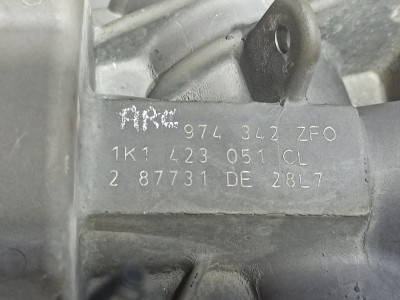 ARC 974 342 ZFO
1K1 423 051 CL
2 87731 DE 28L7